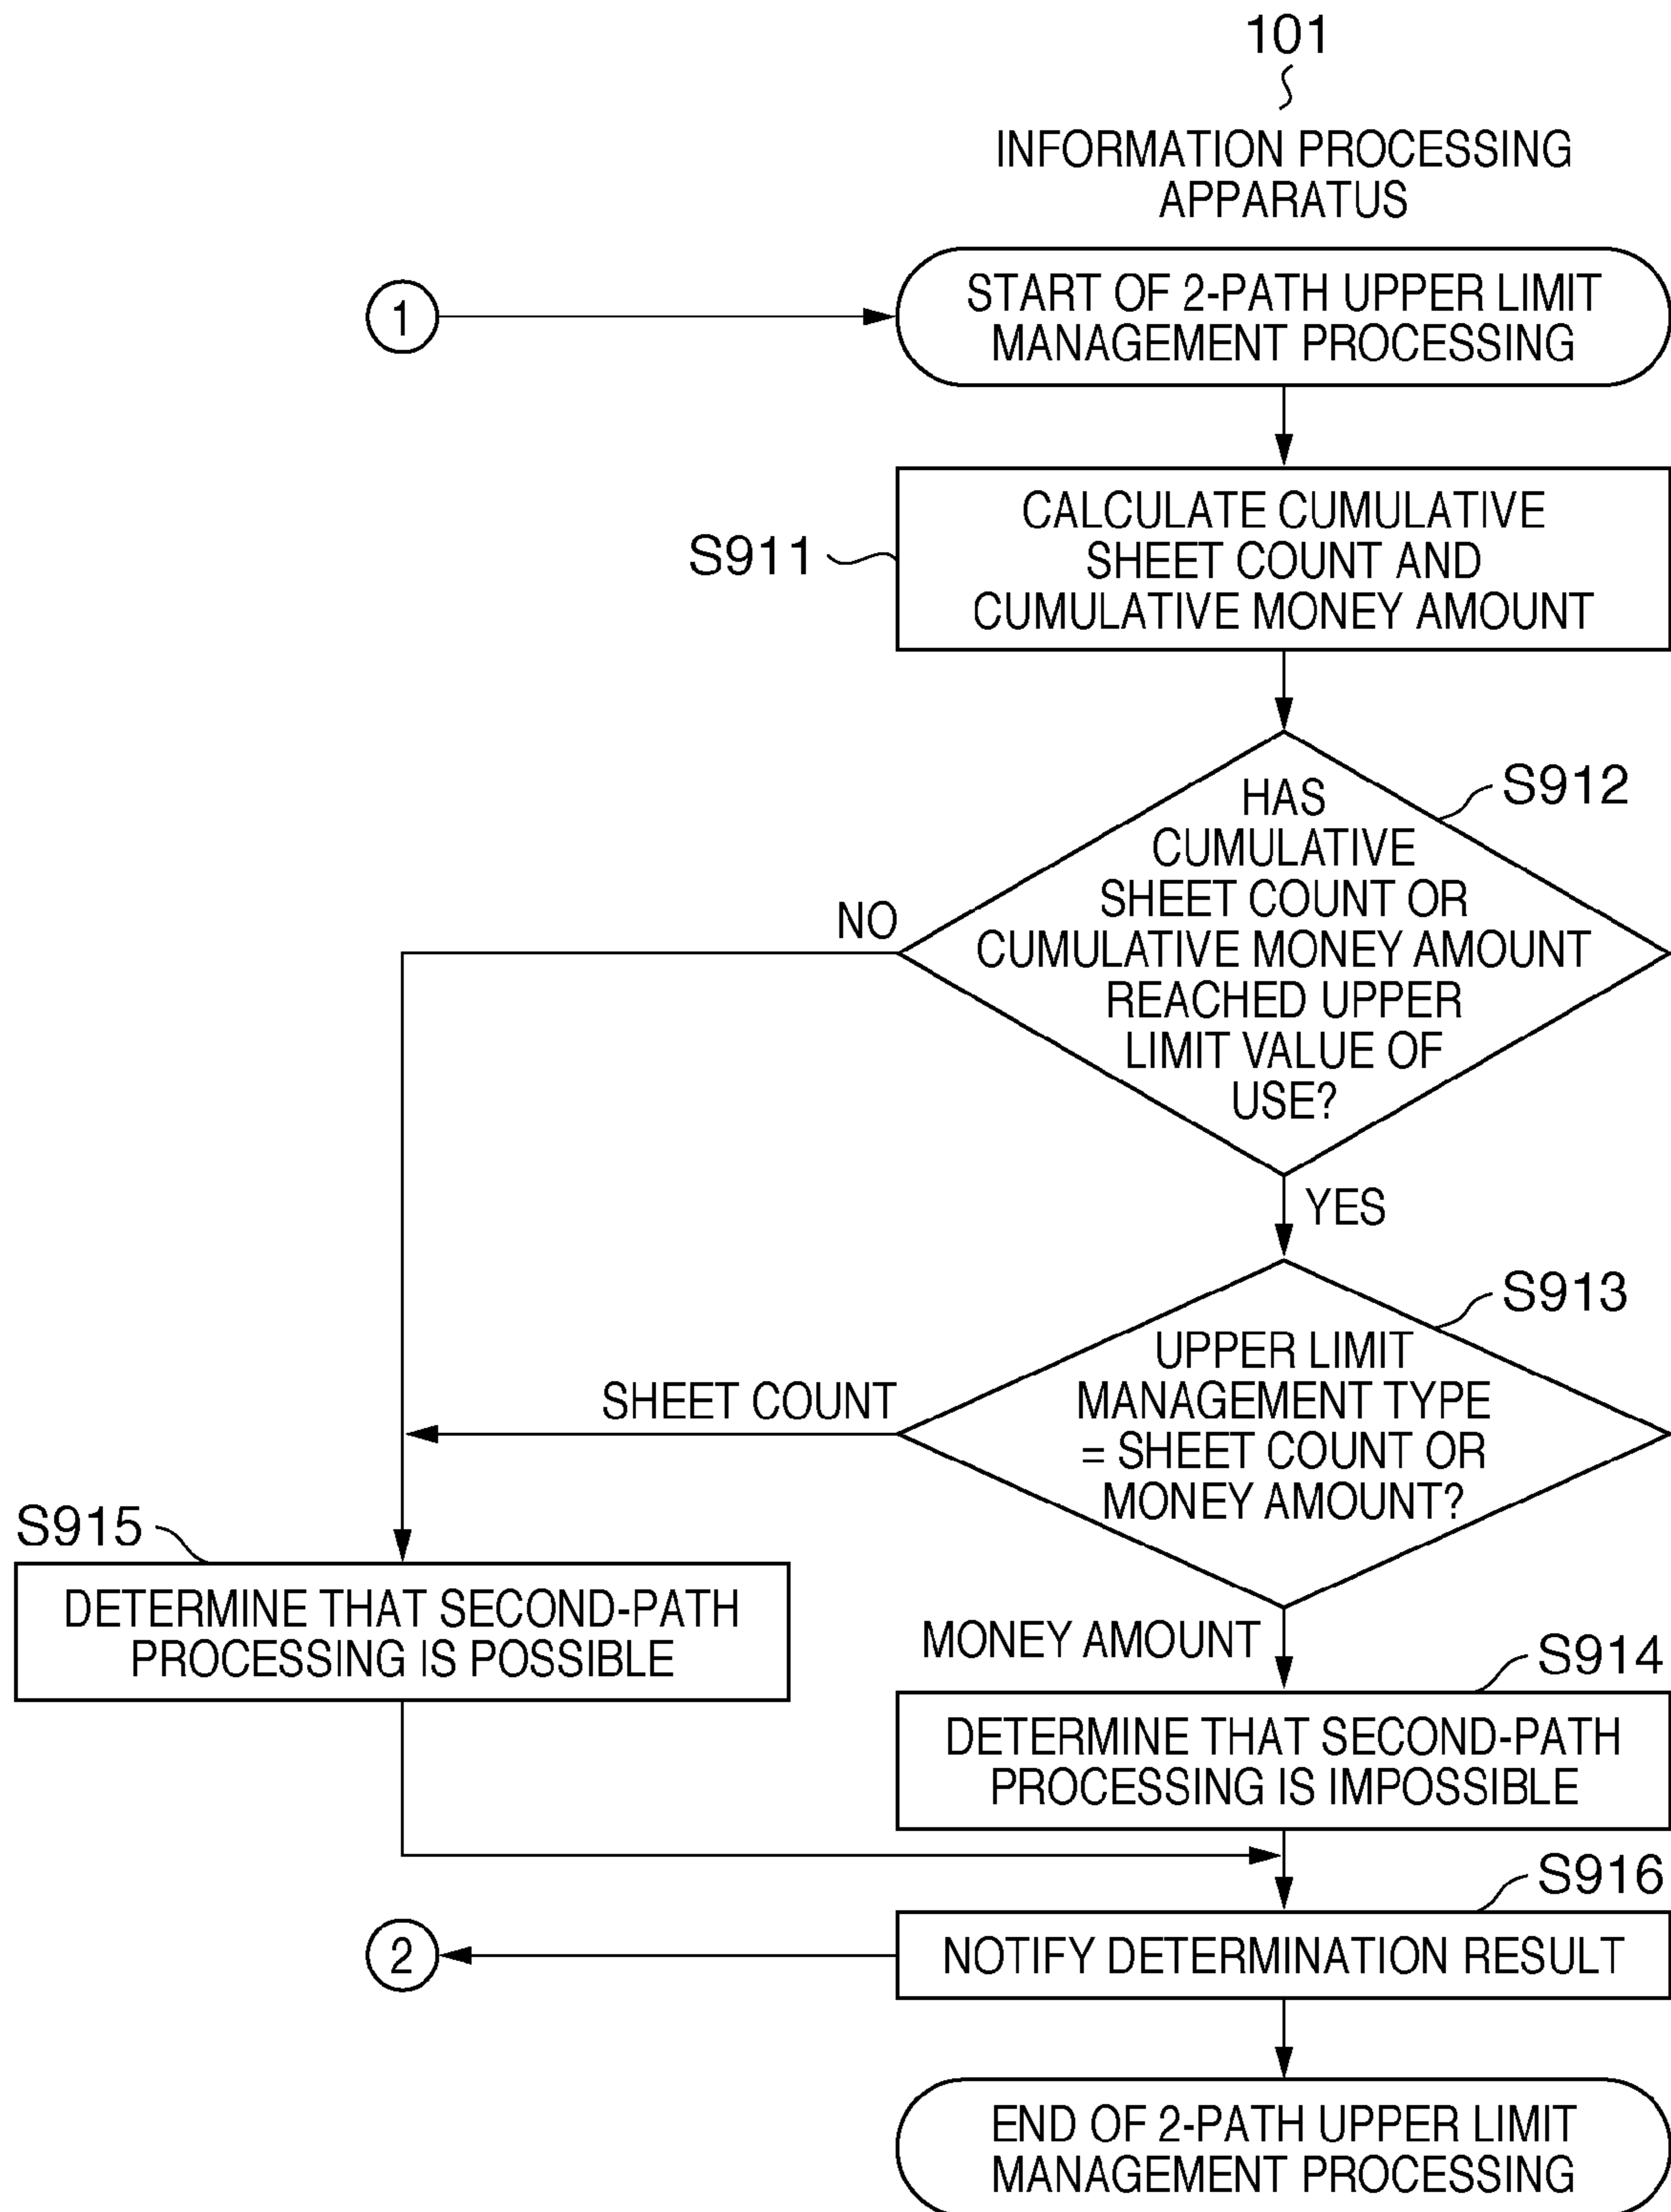 101
INFORMATION PROCESSING
APPARATUS
1
START OF 2-PATH UPPER LIMIT
MANAGEMENT PROCESSING
S911
CALCULATE CUMULATIVE
SHEET COUNT AND
CUMULATIVE MONEY AMOUNT
S912
HAS
CUMULATIVE
SHEET COUNT OR
CUMULATIVE MONEY AMOUNT
REACHED UPPER
LIMIT VALUE OF
USE?
NO
YES
S913
UPPER LIMIT
MANAGEMENT TYPE
= SHEET COUNT OR
MONEY AMOUNT?
SHEET COUNT
S915
DETERMINE THAT SECOND-PATH
PROCESSING IS POSSIBLE
MONEY AMOUNT
S914
DETERMINE THAT SECOND-PATH
PROCESSING IS IMPOSSIBLE
S916
NOTIFY DETERMINATION RESULT
2
END OF 2-PATH UPPER LIMIT
MANAGEMENT PROCESSING